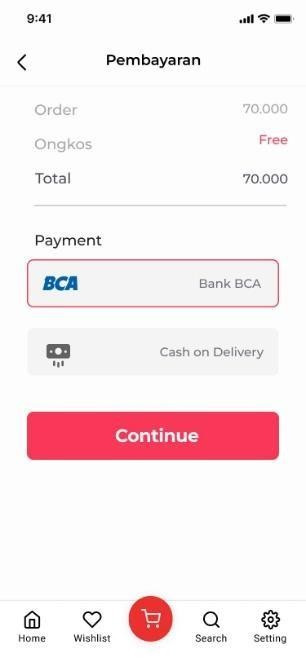 9:41
Pembayaran
Order 70.000
Ongkos Free
Total 70.000
Payment
BCA Bank BCA
Cash on Delivery
Continue
Home Wishlist Search Setting